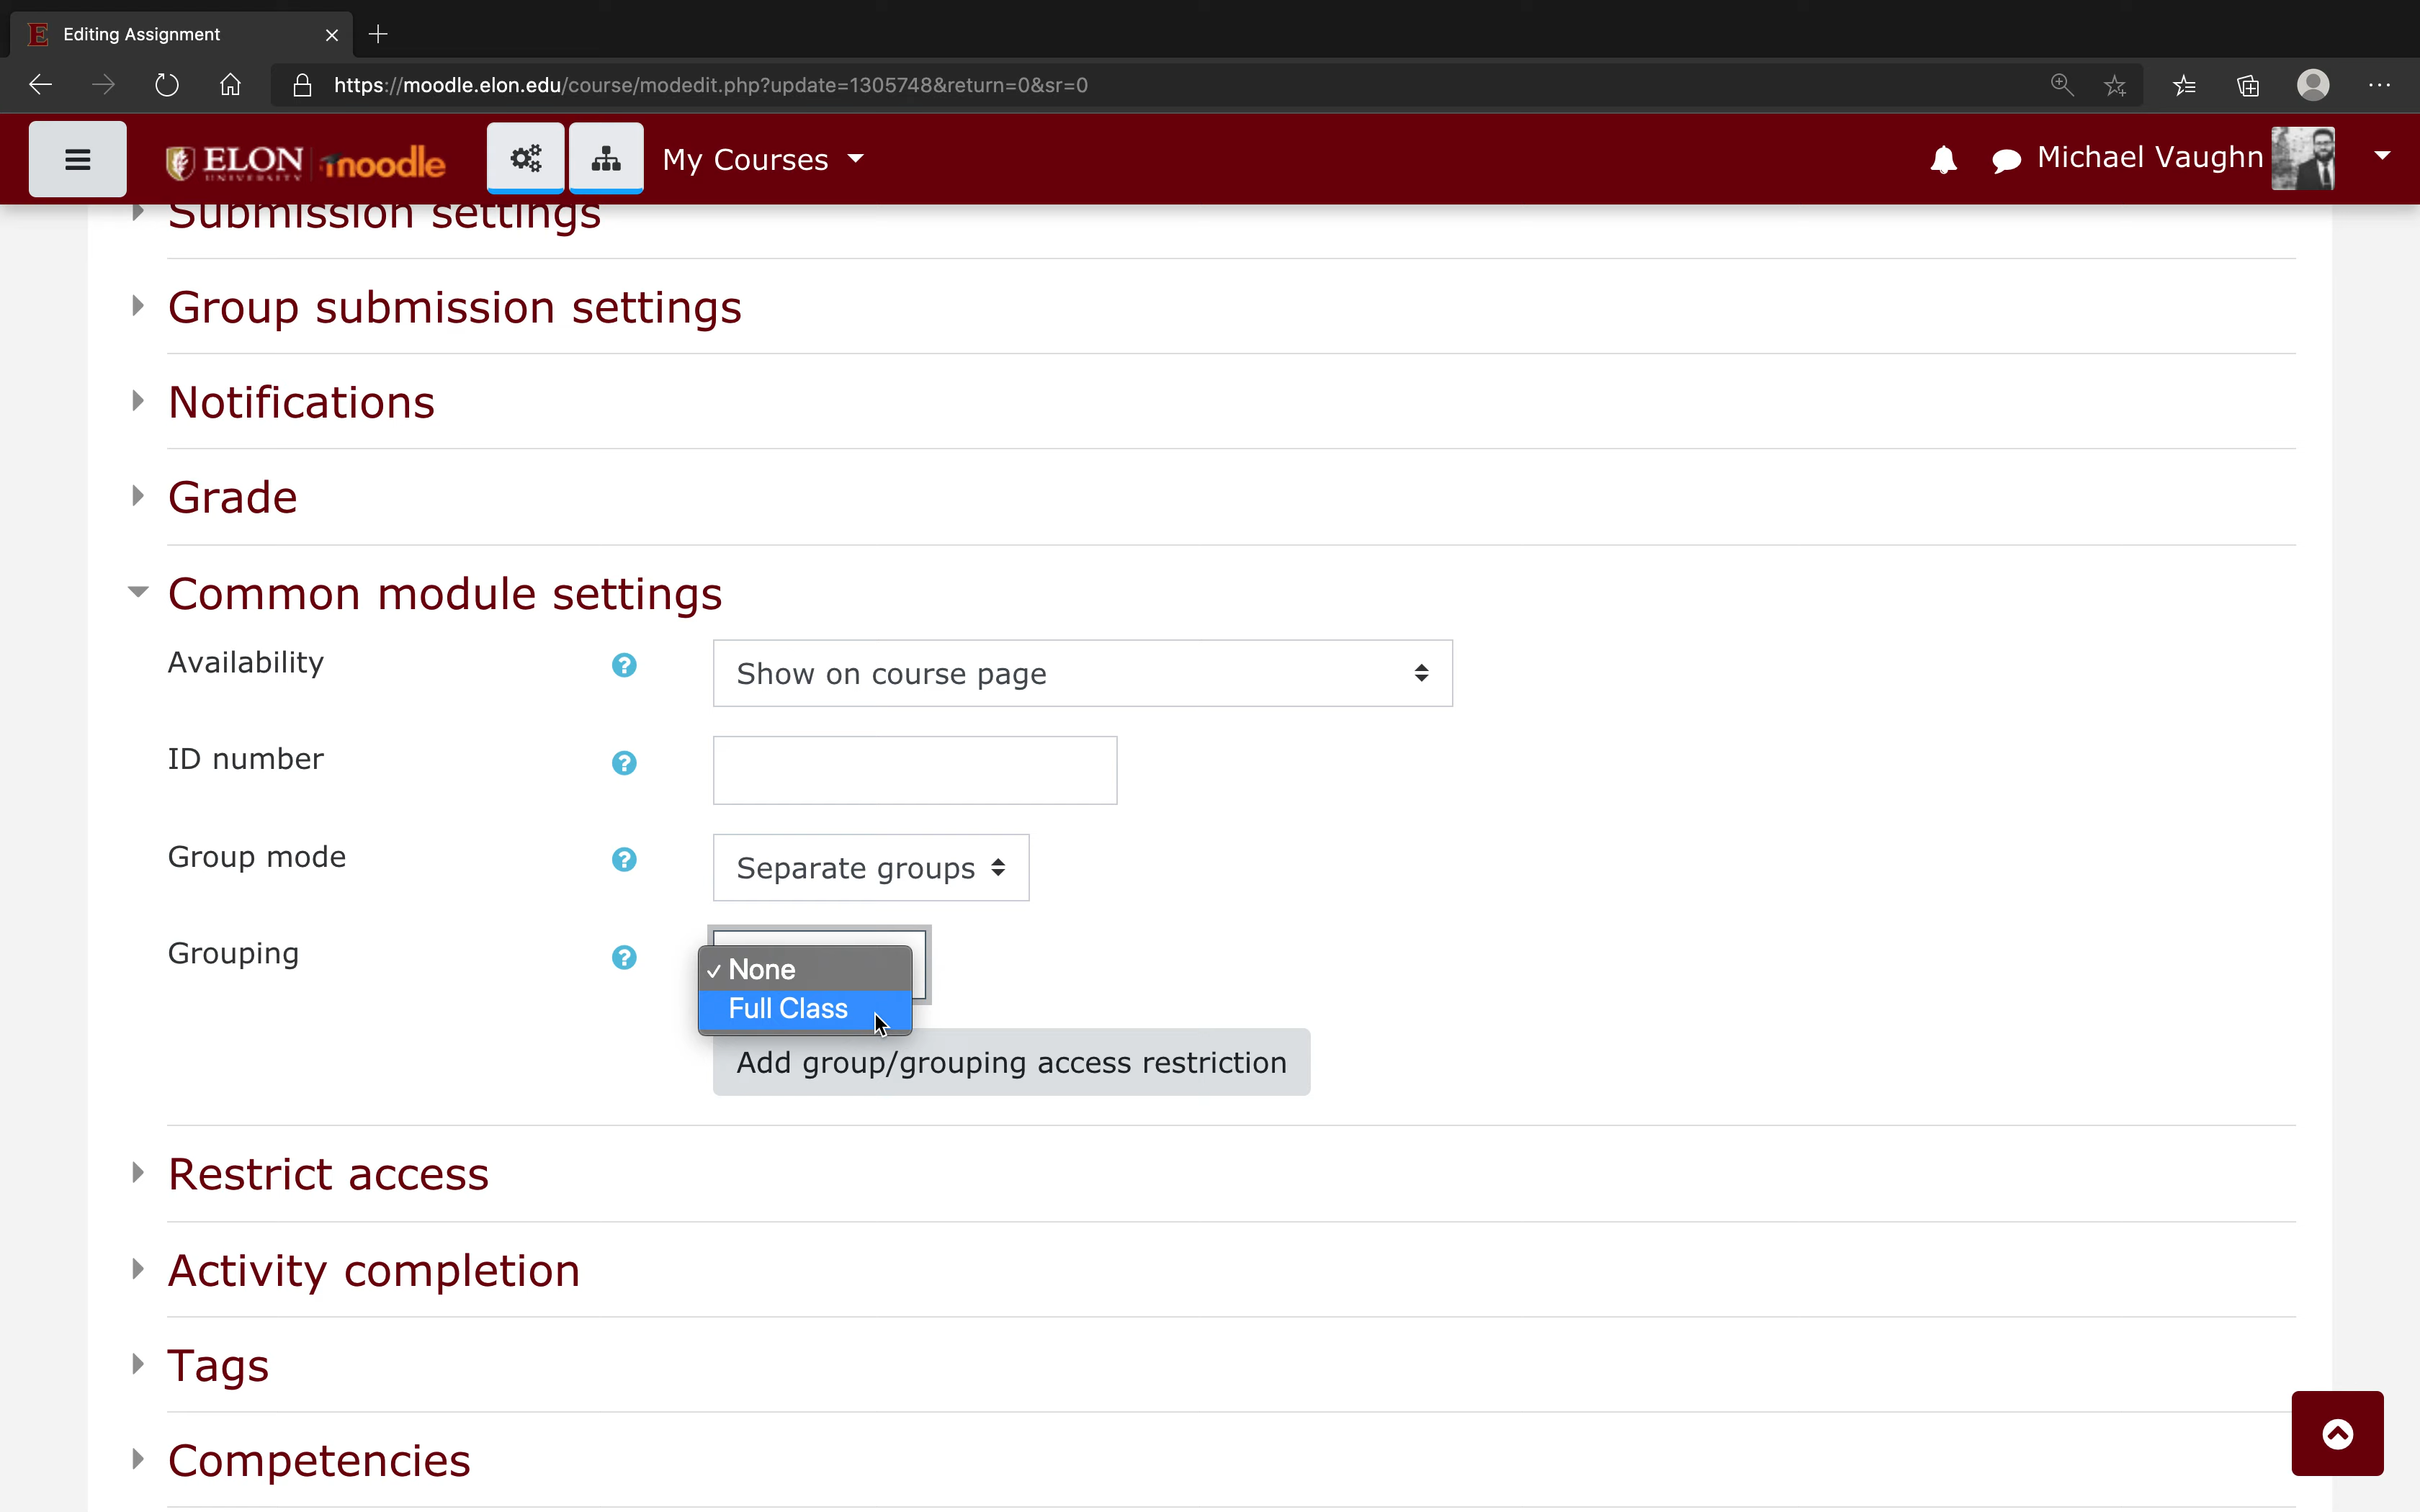 Editing Assignment
https://moodle.elon.edu/course/modedit.php?update=1305748&return=0&sr=0
ELON UNIVERSITY moodle My Courses Michael Vaughn
Submission settings
Group submission settings
Notifications
Grade
Common module settings
Availability Show on course page
ID number
Group mode Separate groups
Grouping
✓ None
Full Class
Add group/grouping access restriction
Restrict access
Activity completion
Tags
Competencies